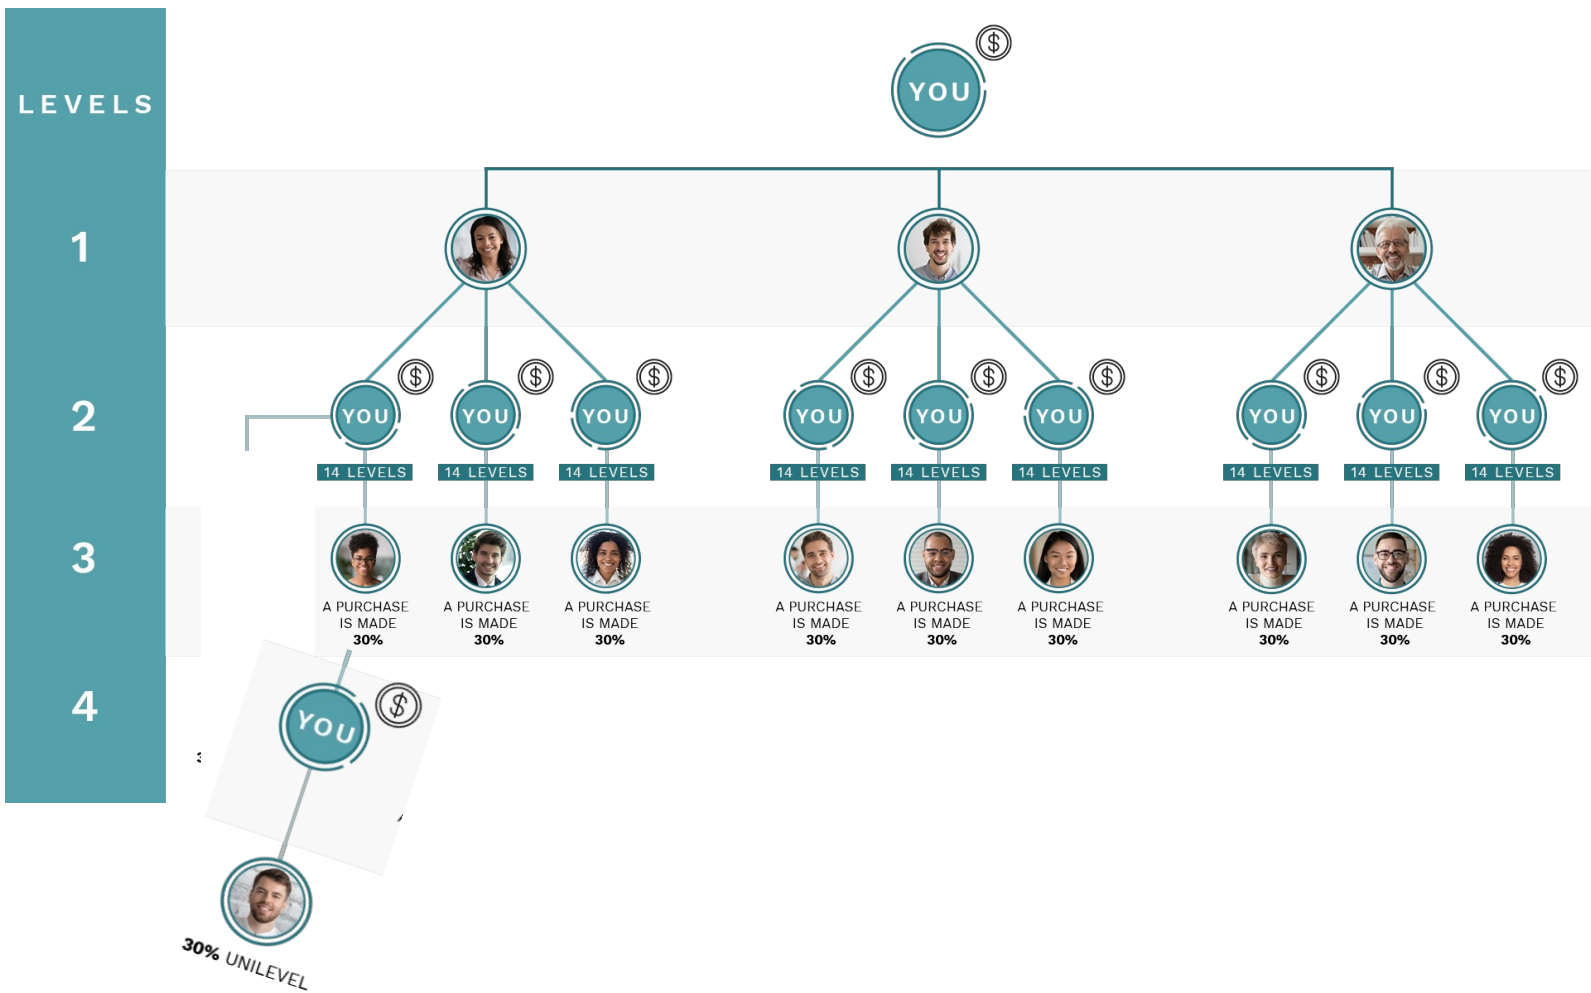 LEVELS
YOU
$
1
2
YOU $ YOU $ YOU $ YOU $ YOU $ YOU $ YOU $ YOU $ YOU $
14 LEVELS 14 LEVELS 14 LEVELS 14 LEVELS 14 LEVELS 14 LEVELS 14 LEVELS 14 LEVELS 14 LEVELS
3
A PURCHASE A PURCHASE A PURCHASE A PURCHASE A PURCHASE A PURCHASE A PURCHASE A PURCHASE A PURCHASE
IS MADE IS MADE IS MADE IS MADE IS MADE IS MADE IS MADE IS MADE IS MADE
30% 30% 30% 30% 30% 30% 30% 30% 30%
4
YOU $
30% UNILEVEL